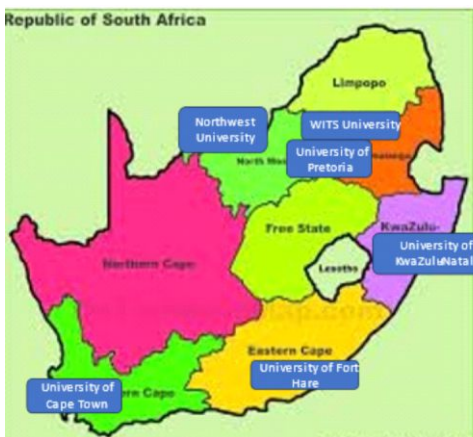 Republic of South Africa
Limpopo
Northwest
University
WITS University
North
University of
Pretoria
Free State
KwaZulu-
University of
KwaZuluNatal
Northern Cape
Lesotho
Eastern Cape
University of Fort
Hare
University of
Cape Town
ern Cape